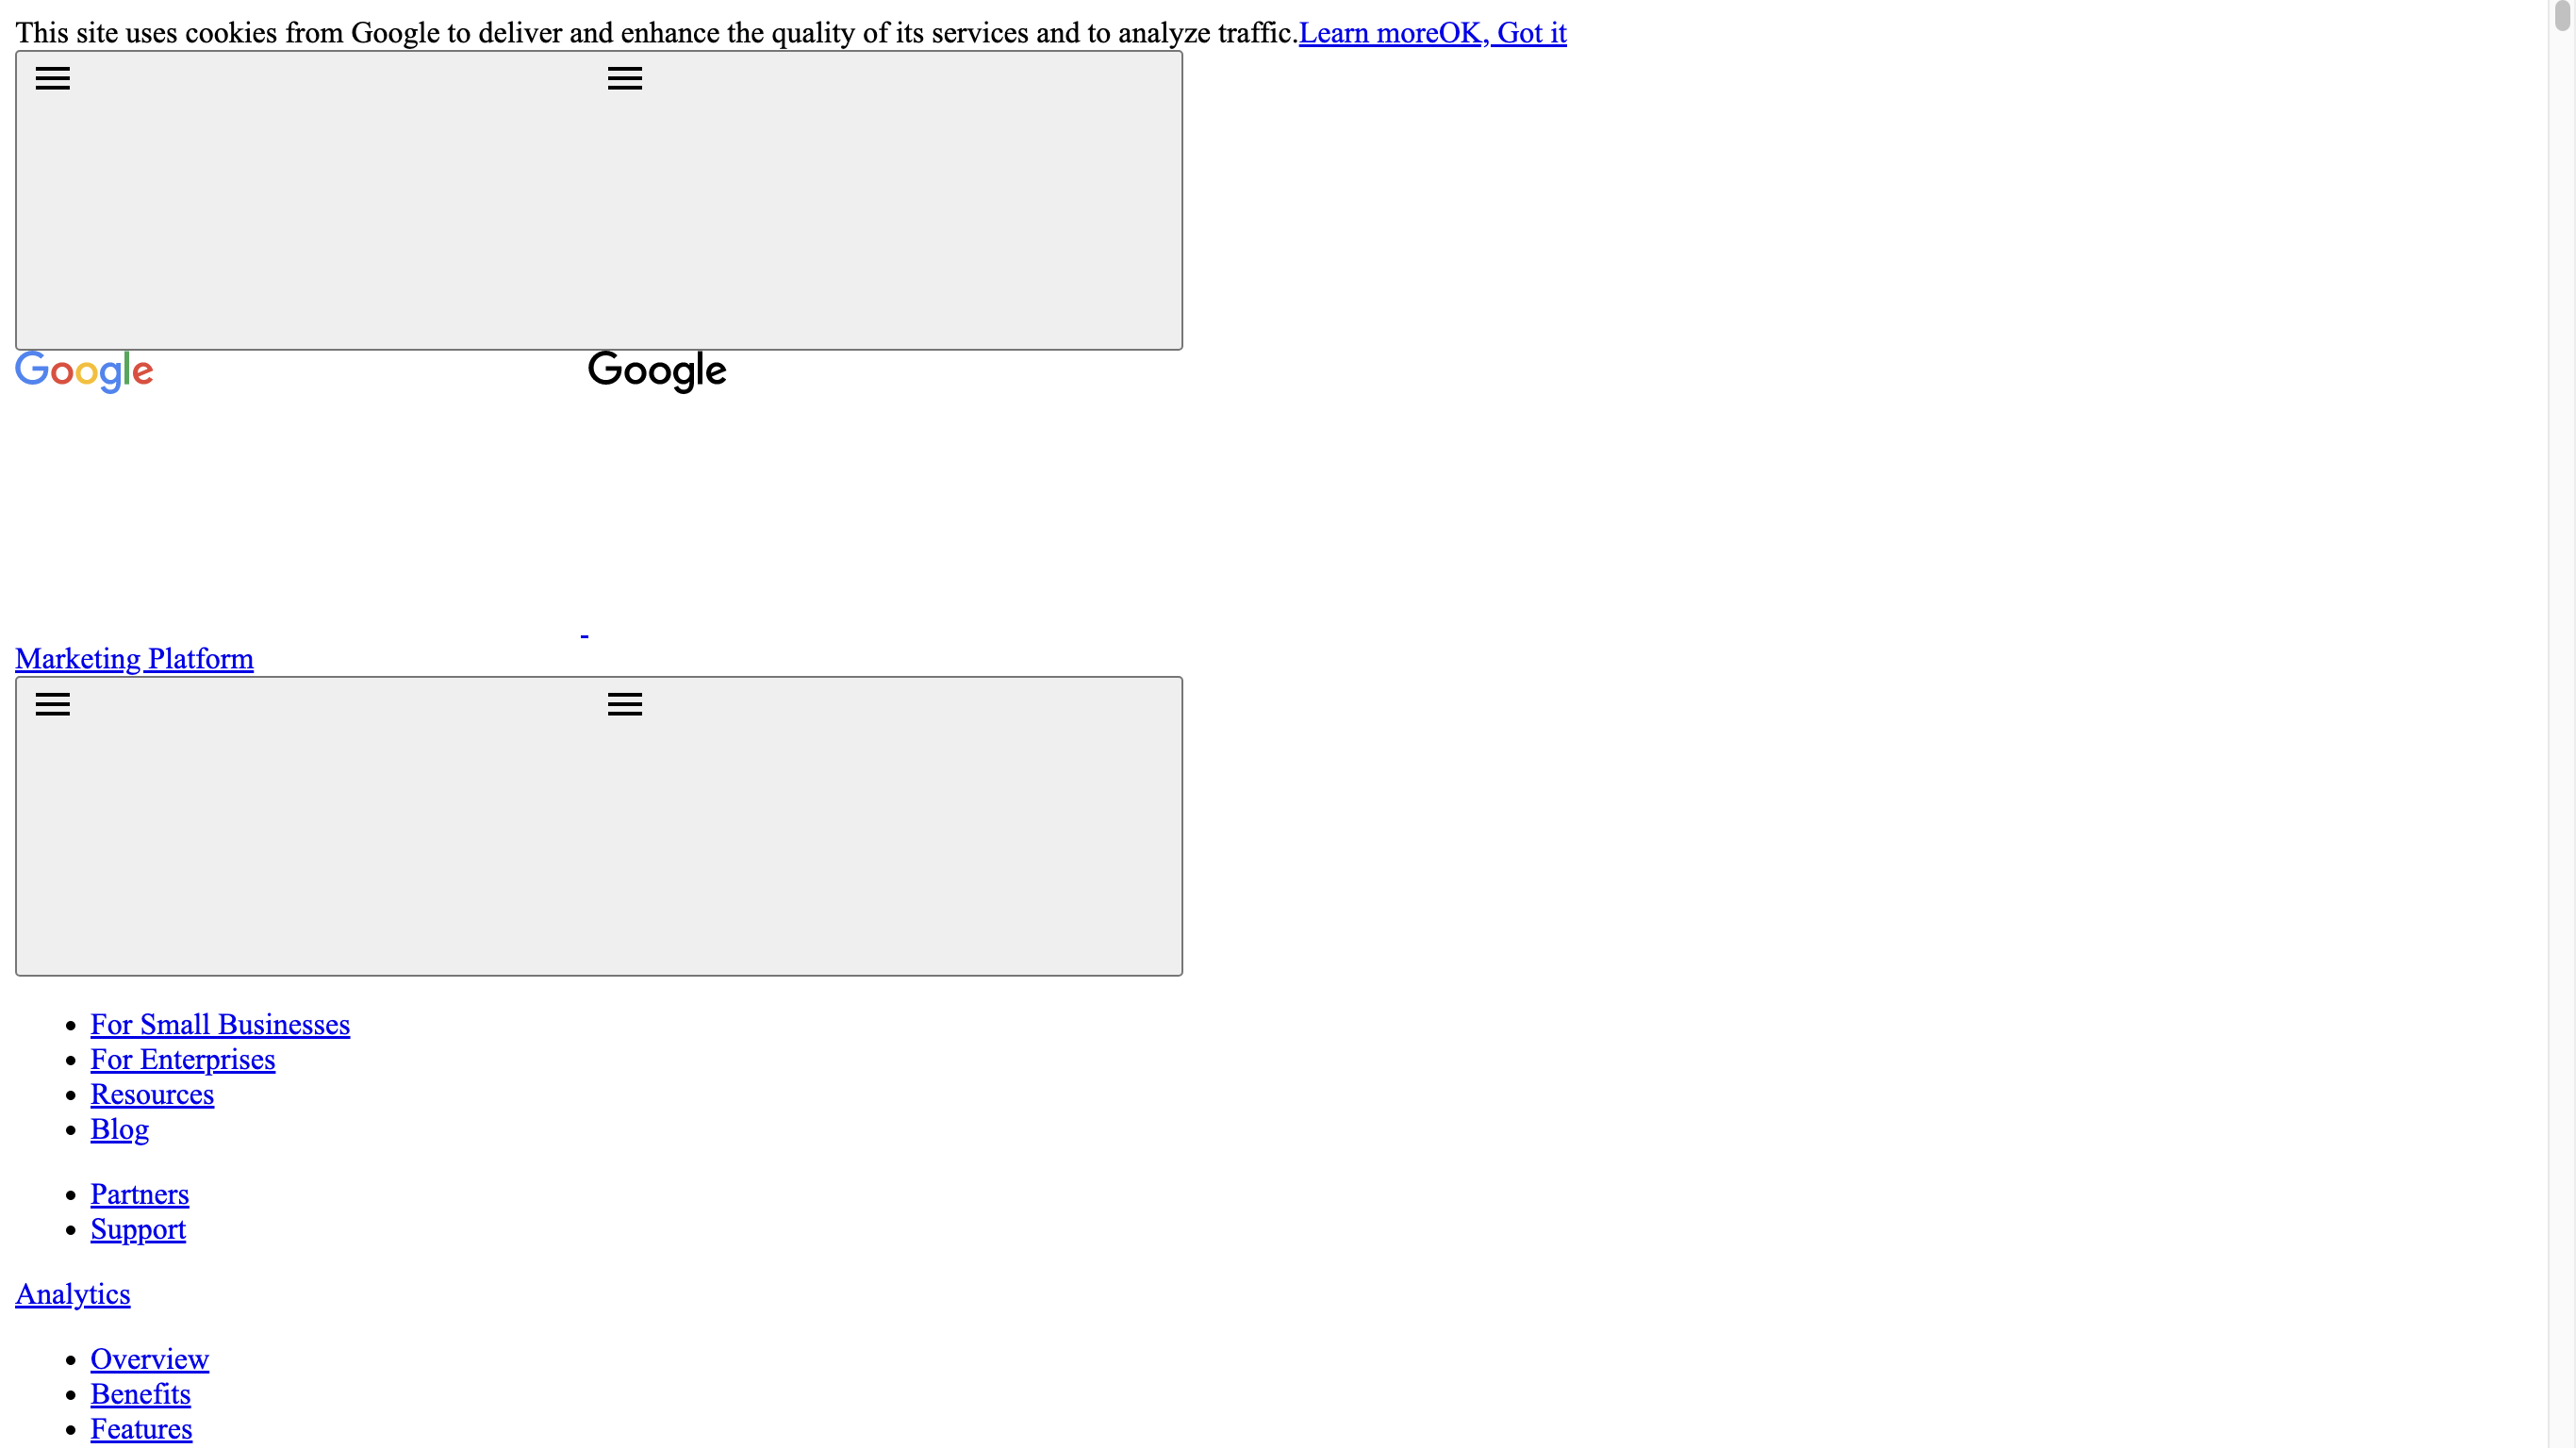 This site uses cookies from Google to deliver and enhance the quality of its services and to analyze traffic.Learn moreOK, Got it
Google Google
Marketing Platform
For Small Businesses
For Enterprises
Resources
Blog
Partners
Support
Analytics
Overview
Benefits
Features